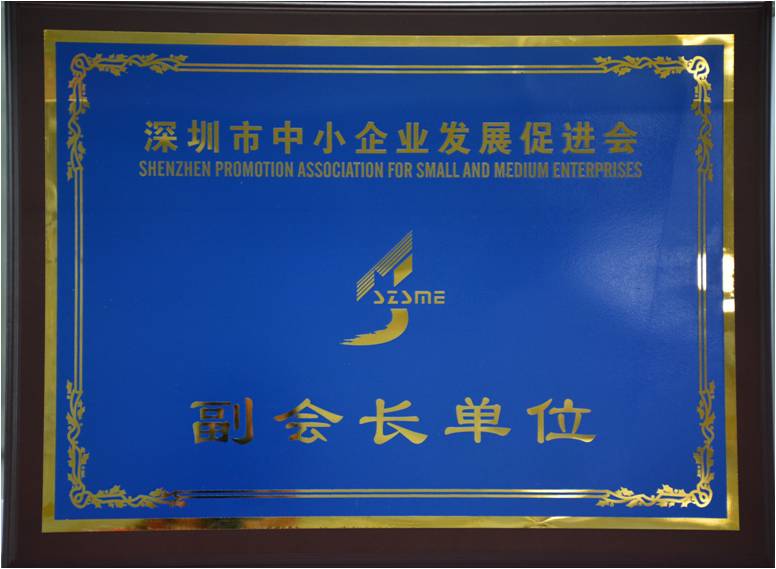 深圳市中小企业发展促进会
SHENZHEN PROMOTION ASSOCIATION FOR SMALL AND MEDIUM ENTERPRISES
SZSME
副会长单位